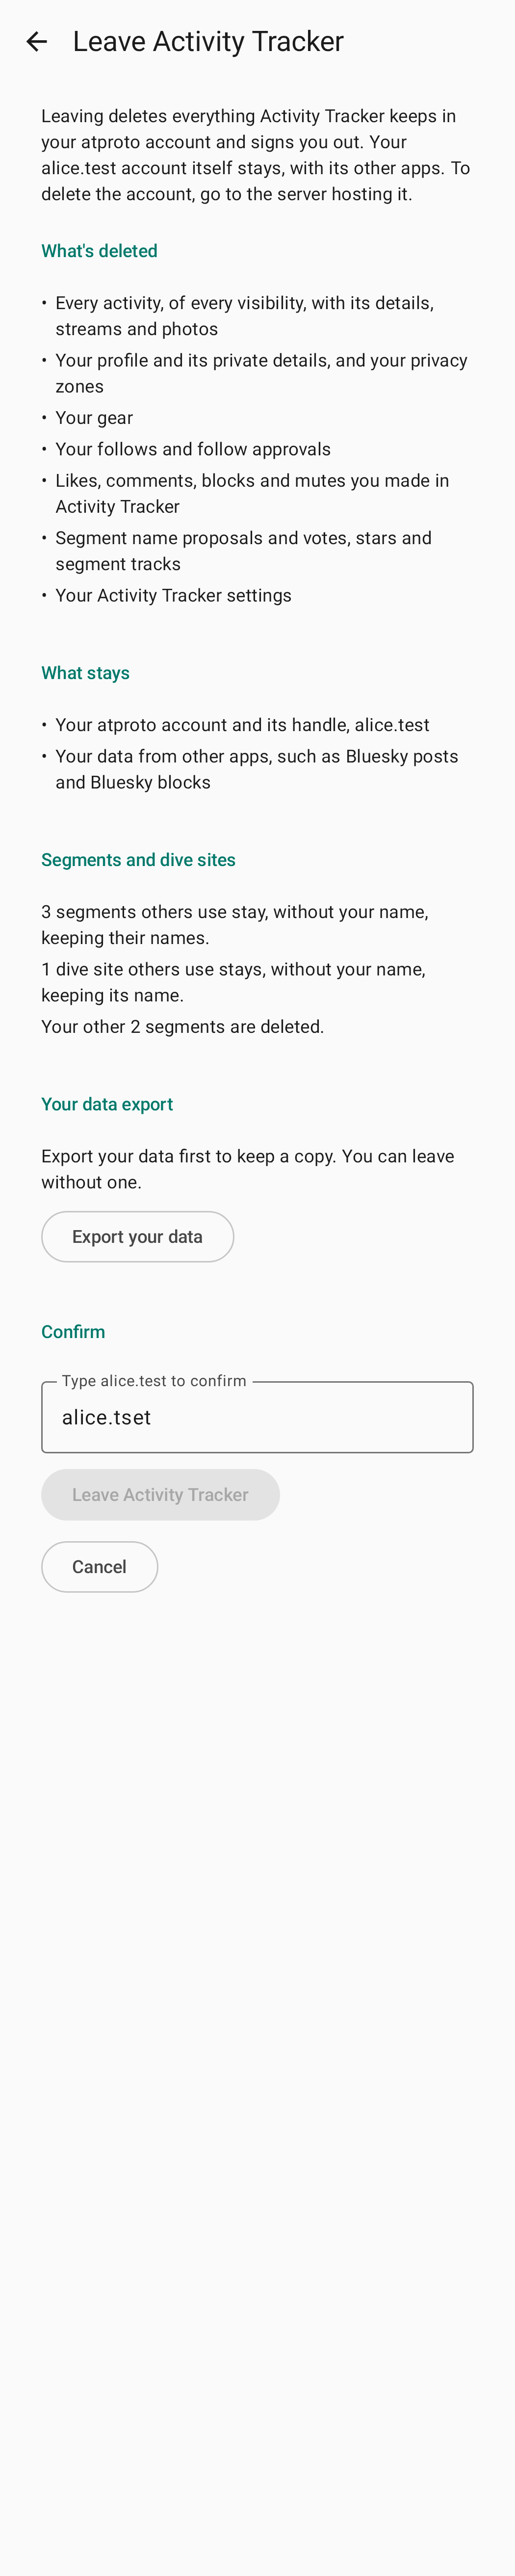 Leave Activity Tracker
Leaving deletes everything Activity Tracker keeps in
your atproto account and signs you out. Your
alice.test account itself stays, with its other apps. To
delete the account, go to the server hosting it.
What's deleted
• Every activity, of every visibility, with its details,
streams and photos
• Your profile and its private details, and your privacy
zones
• Your gear
• Your follows and follow approvals
• Likes, comments, blocks and mutes you made in
Activity Tracker
• Segment name proposals and votes, stars and
segment tracks
• Your Activity Tracker settings
What stays
• Your atproto account and its handle, alice.test
• Your data from other apps, such as Bluesky posts
and Bluesky blocks
Segments and dive sites
3 segments others use stay, without your name,
keeping their names.
1 dive site others use stays, without your name,
keeping its name.
Your other 2 segments are deleted.
Your data export
Export your data first to keep a copy. You can leave
without one.
Export your data
Confirm
Type alice.test to confirm
alice.tset
Leave Activity Tracker
Cancel